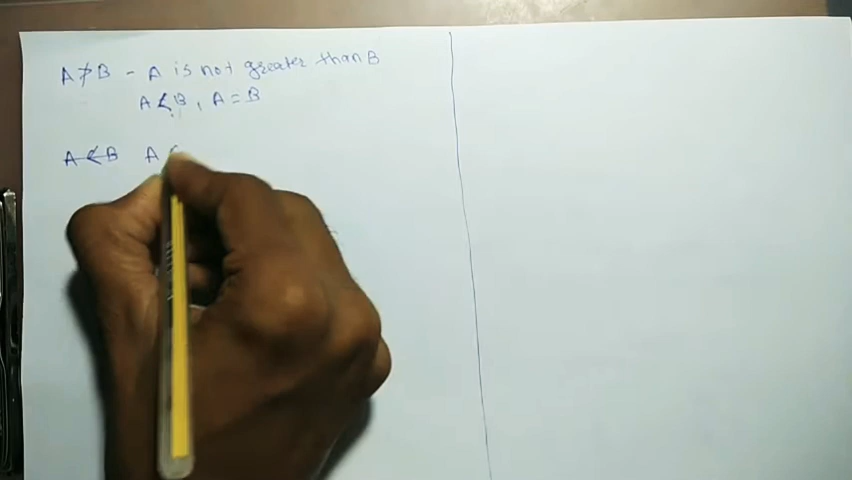 A ≯ B - A is not greater than B
A < B, A = B
A ≮ B A